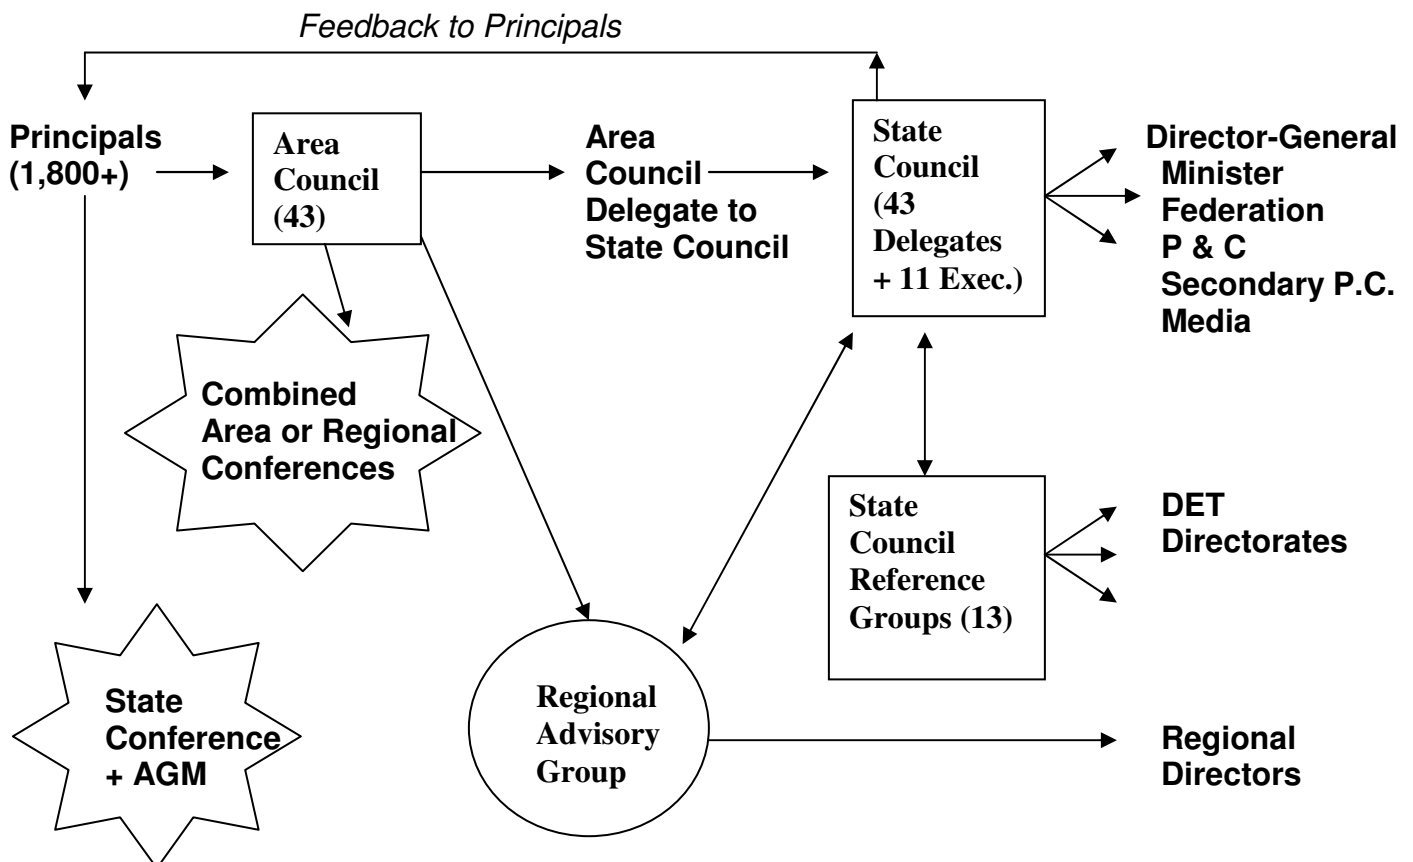 Feedback to Principals
Principals
(1,800+)
Area
Council
(43)
Area
Council
Delegate to
State Council
State
Council
(43
Delegates
+ 11 Exec.)
Director-General
Minister
Federation
P & C
Secondary P.C.
Media
Combined
Area or Regional
Conferences
State
Council
Reference
Groups (13)
DET
Directorates
State
Conference
+ AGM
Regional
Advisory
Group
Regional
Directors